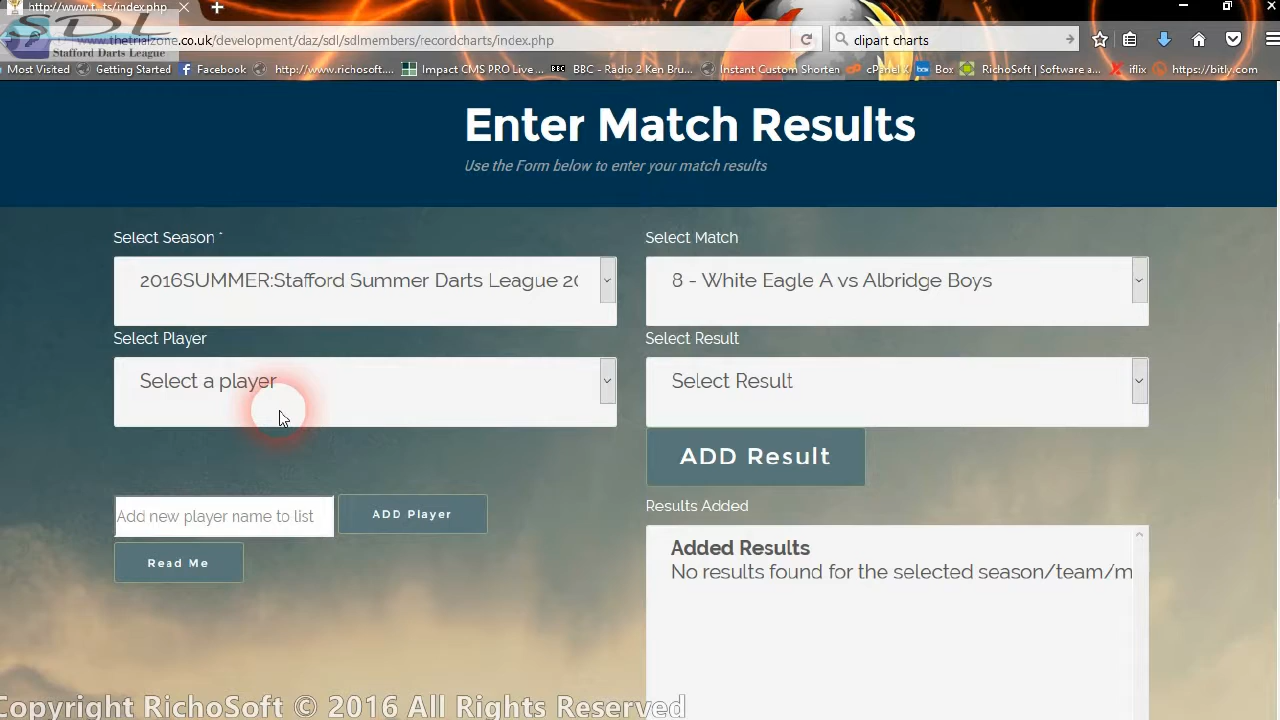 http://www.t...ts/index.php
SDL
Stafford Darts League
www.thetrialzone.co.uk/development/daz/sdl/sdlmembers/recordcharts/index.php
clipart charts
Most Visited
Getting Started
Facebook
http://www.richosoft....
Impact CMS PRO Live ...
BBC - Radio 2 Ken Bru...
Instant Custom Shorten
cPanel X
Box
RichoSoft | Software a...
iflix
https://bitly.com
Enter Match Results
Use the Form below to enter your match results
Select Season *
Select Match
2016SUMMER:Stafford Summer Darts League 20
8 - White Eagle A vs Albridge Boys
Select Player
Select Result
Select a player
Select Result
ADD Result
Add new player name to list
ADD Player
Results Added
Read Me
Added Results
No results found for the selected season/team/m
Copyright RichoSoft © 2016 All Rights Reserved